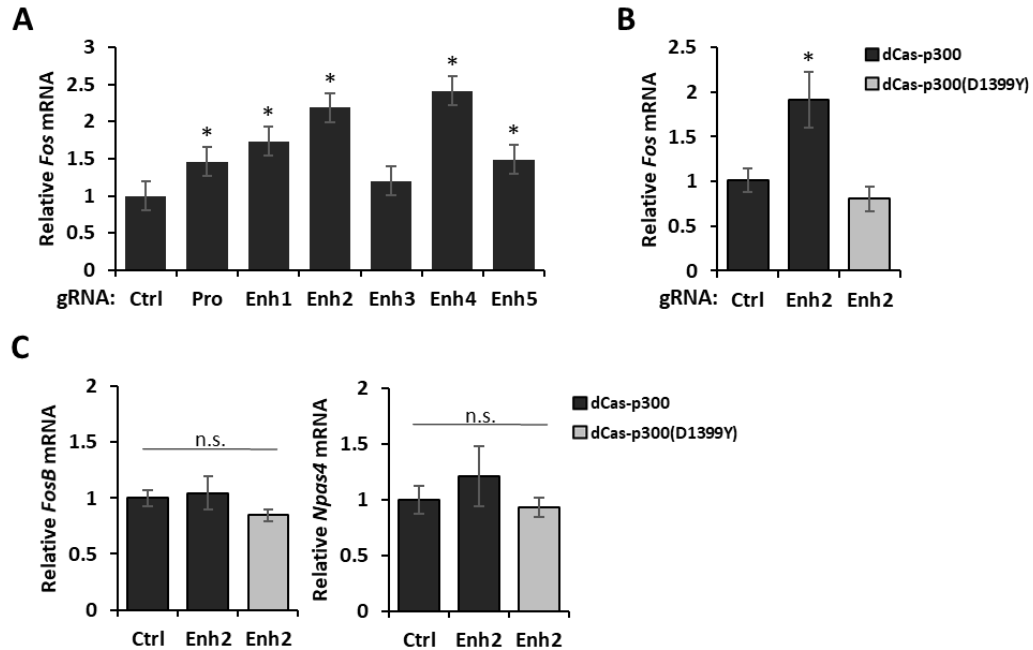 A
Relative Fos mRNA
3
2.5
2
1.5
1
0.5
0
* * * * *
gRNA: Ctrl Pro Enh1 Enh2 Enh3 Enh4 Enh5
B
Relative Fos mRNA
2.5
2
1.5
1
0.5
0
*
gRNA: Ctrl Enh2 Enh2
dCas-p300
dCas-p300(D1399Y)
C
Relative FosB mRNA
2
1.5
1
0.5
0
n.s.
Ctrl Enh2 Enh2
Relative Npas4 mRNA
2
1.5
1
0.5
0
n.s.
Ctrl Enh2 Enh2
dCas-p300
dCas-p300(D1399Y)